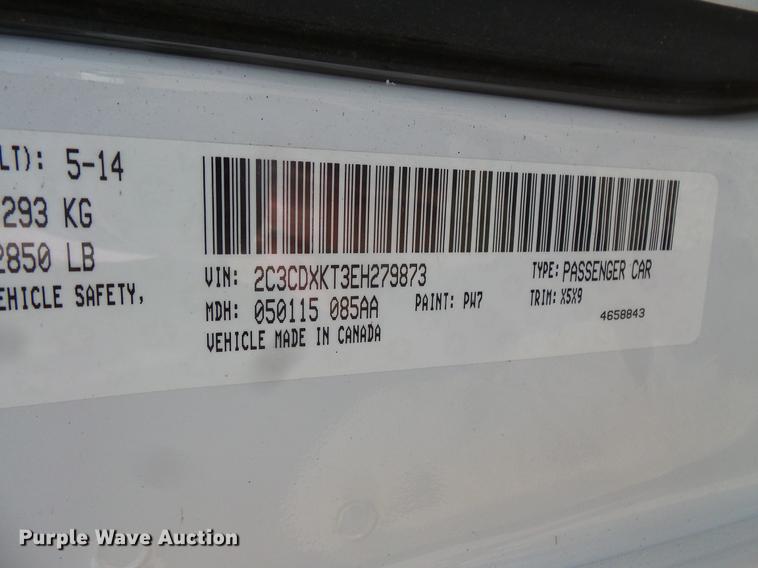 LT): 5-14
293 KG
2850 LB
EHICLE SAFETY,
VIN: 2C3CDXKT3EH279873
TYPE: PASSENGER CAR
MDH: 050115 085AA
PAINT: PW7
TRIM: X5X9
4658843
VEHICLE MADE IN CANADA
Purple Wave Auction